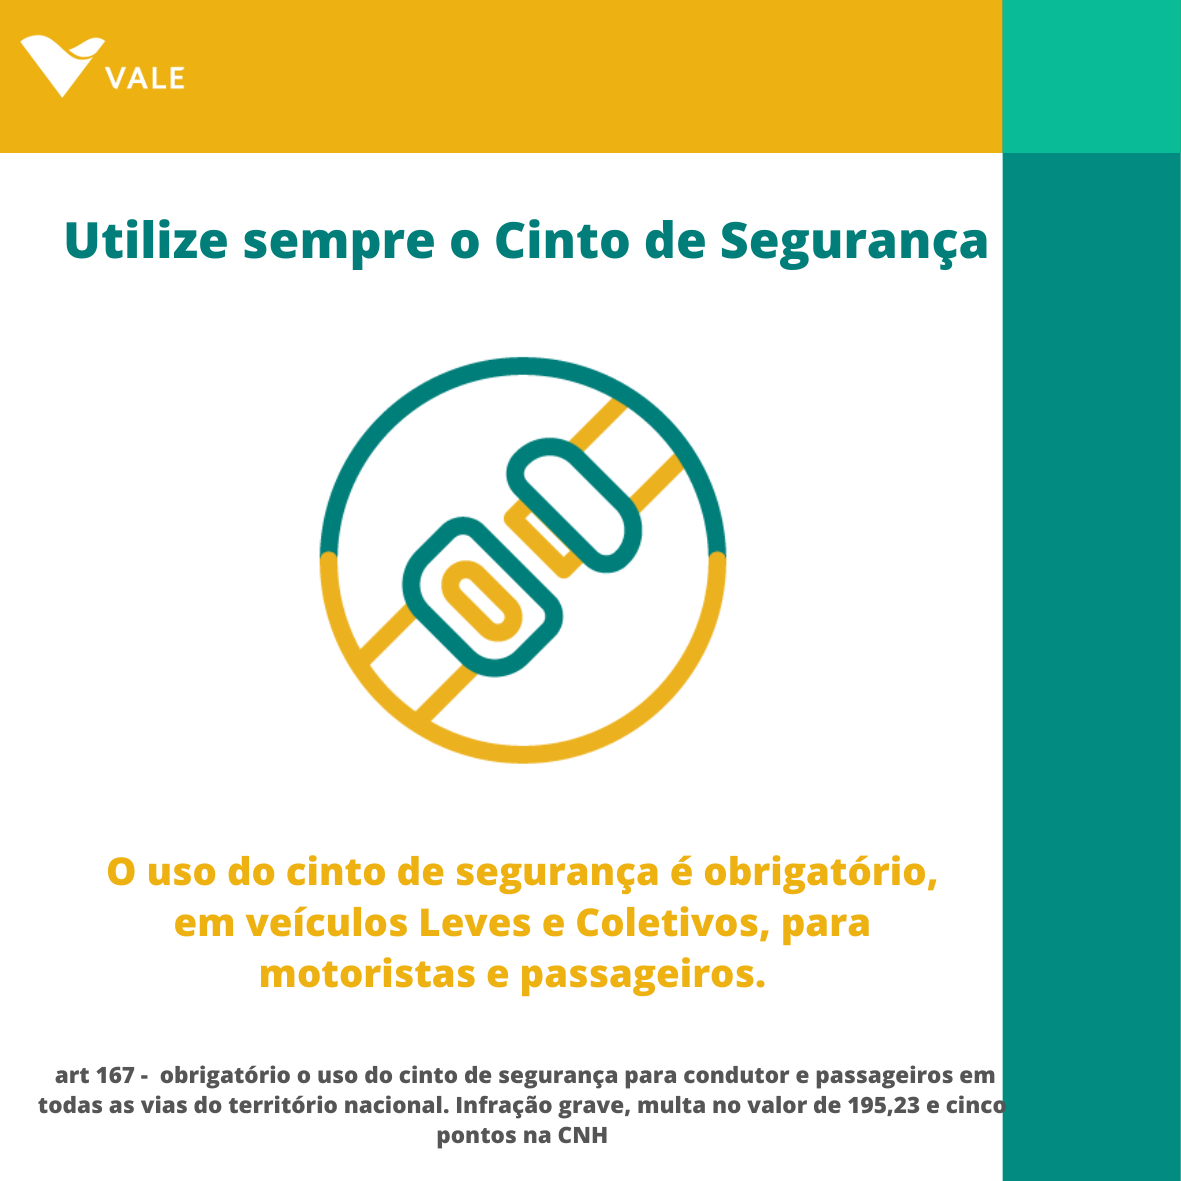 VALE
Utilize sempre o Cinto de Segurança
O uso do cinto de segurança é obrigatório,
em veículos Leves e Coletivos, para
motoristas e passageiros.
art 167 -  obrigatório o uso do cinto de segurança para condutor e passageiros em
todas as vias do território nacional. Infração grave, multa no valor de 195,23 e cinco
pontos na CNH